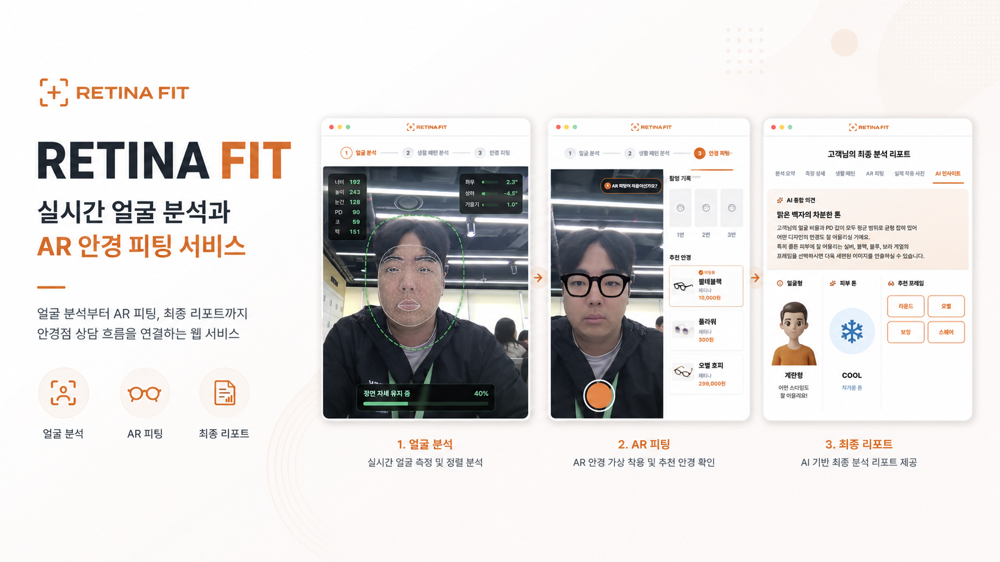 RETINA FIT
RETINA FIT
실시간 얼굴 분석과
AR 안경 피팅 서비스
얼굴 분석부터 AR 피팅, 최종 리포트까지
안경점 상담 흐름을 연결하는 웹 서비스
얼굴 분석
AR 피팅
최종 리포트
RETINA FIT
1 얼굴 분석
2 생활 패턴 분석
3 안경 피팅
너비 192
높이 243
눈간 128
PD 90
코 59
턱 151
좌우 2.3°
상하 -4.5°
가울기 1.0°
정면 자세 유지 중 40%
1. 얼굴 분석
실시간 얼굴 측정 및 정렬 분석
RETINA FIT
1 얼굴 분석
2 생활 패턴 분석
3 안경 피팅
AR 피팅이 처음이신가요?
촬영 기록
1번
2번
3번
추천 안경
피팅중
뿔테블랙
레티나
10,000원
플라워
레티나
300원
오벌 호피
래티나
299,000원
2. AR 피팅
AR 안경 가상 착용 및 추천 안경 확인
RETINA FIT
고객님의 최종 분석 리포트
분석 요약
측정 상세
생활 패턴
AR 피팅
실제 착용 사진
AI 인사이트
AI 종합 의견
맑은 백자의 차분한 톤
고객님의 얼굴 비율과 PD 값이 모두 평균 범위로 균형 잡혀 있어
어떤 디자인의 안경도 잘 어울리실 거예요.
특히 쿨톤 피부에 잘 어울리는 실버, 블랙, 블루, 보라 계열의
프레임을 선택하시면 더욱 세련된 이미지를 연출하실 수 있습니다.
얼굴형
계란형
어떤 스타일도
잘 어울려요!
피부 톤
COOL
차가운 톤
추천 프레임
라운드
오벌
보잉
스퀘어
3. 최종 리포트
AI 기반 최종 분석 리포트 제공